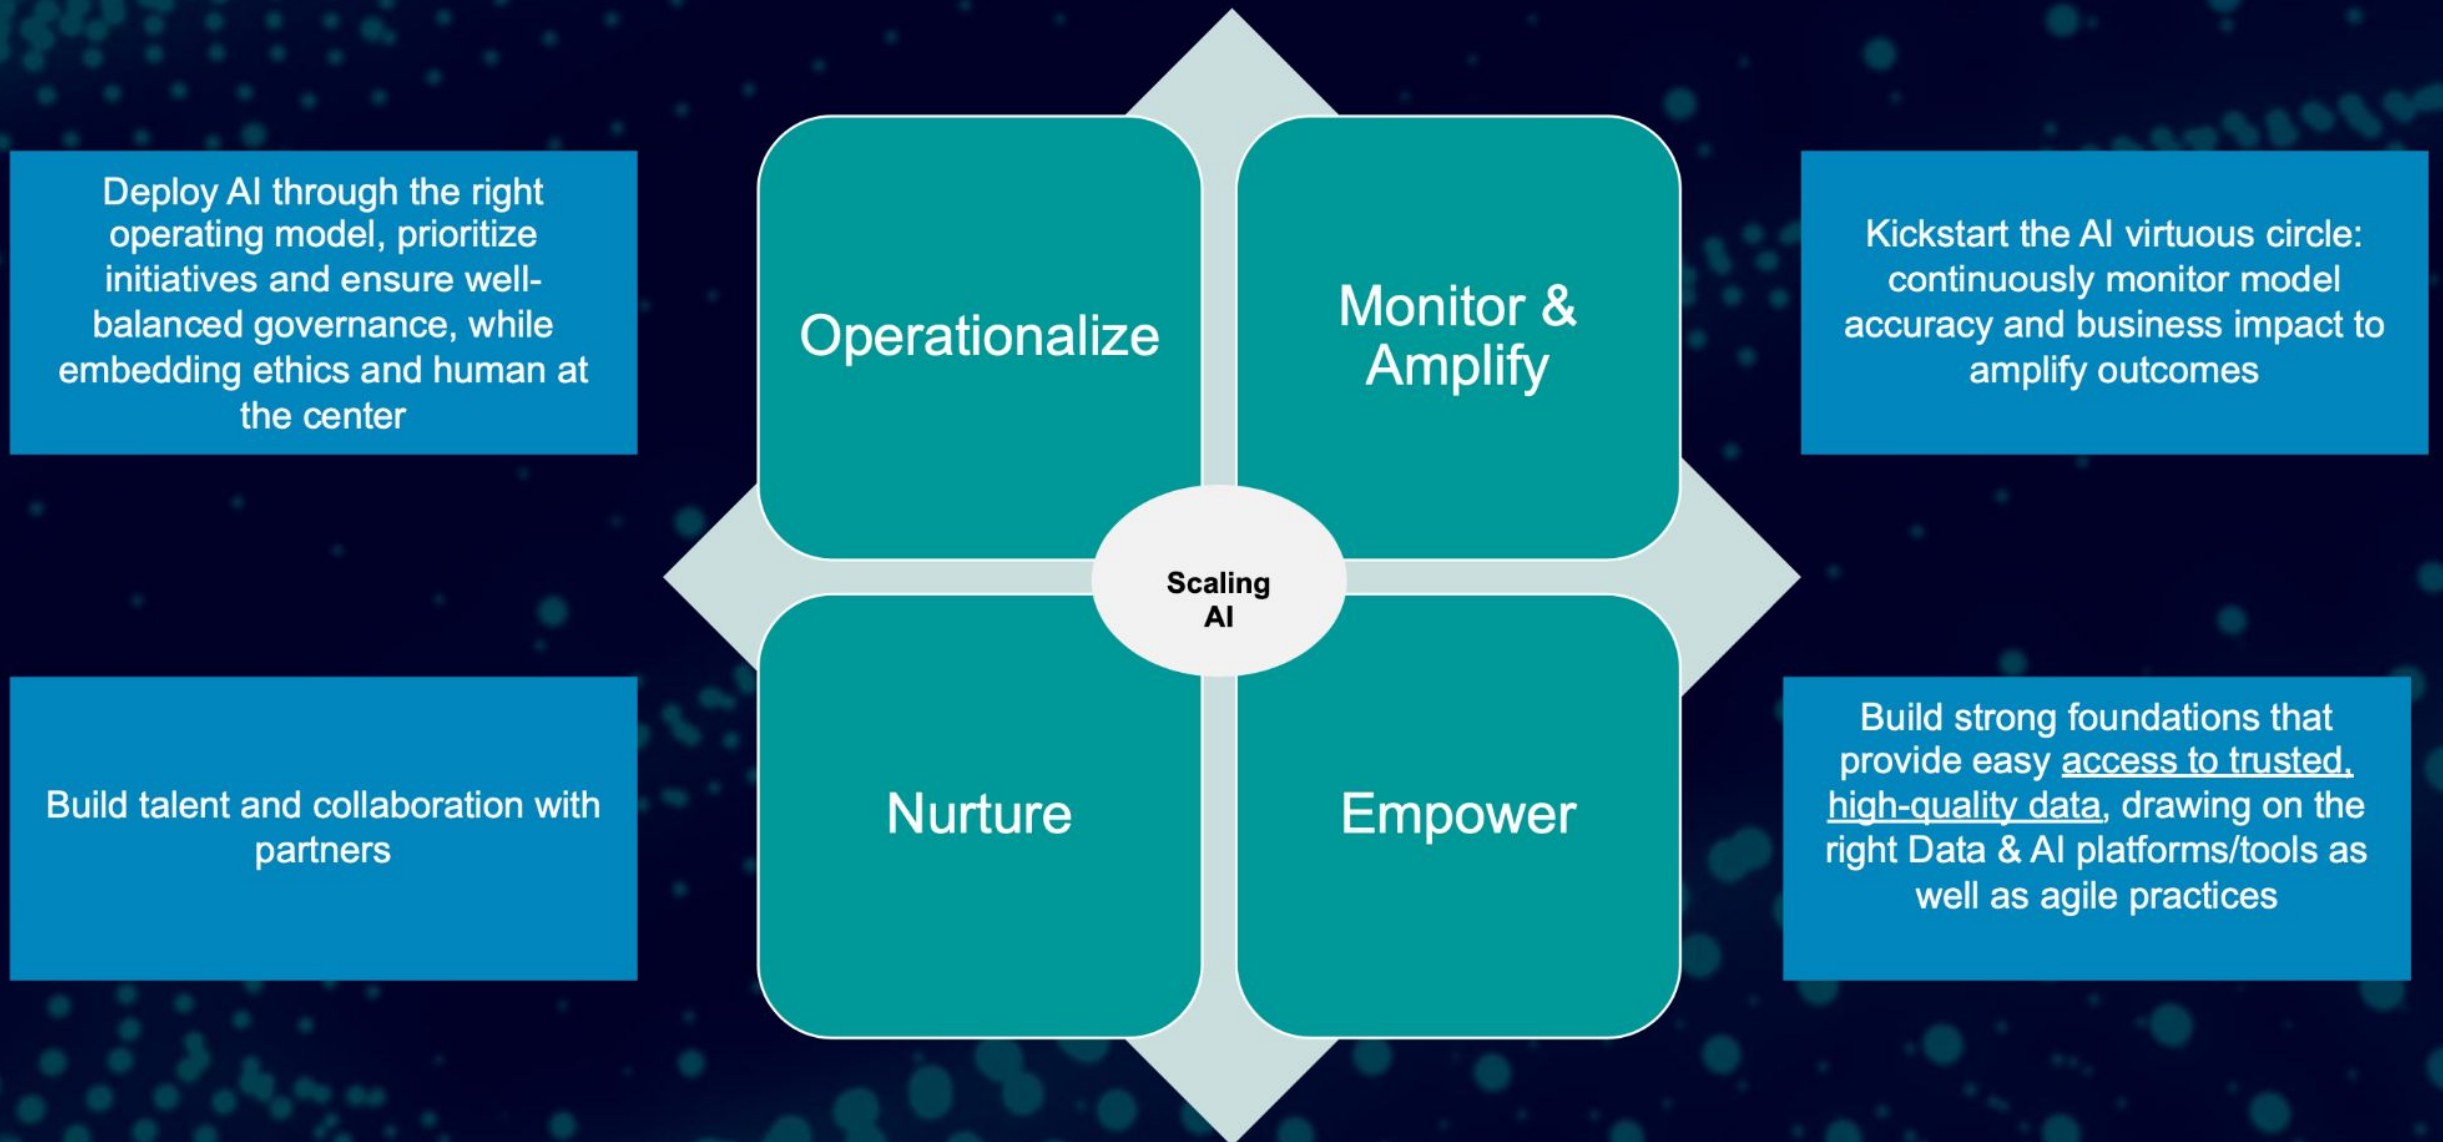 Deploy AI through the right
operating model, prioritize
initiatives and ensure well-
balanced governance, while
embedding ethics and human at
the center
Operationalize
Monitor &
Amplify
Kickstart the AI virtuous circle:
continuously monitor model
accuracy and business impact to
amplify outcomes
Scaling
AI
Build talent and collaboration with
partners
Nurture
Empower
Build strong foundations that
provide easy access to trusted,
high-quality data, drawing on the
right Data & AI platforms/tools as
well as agile practices